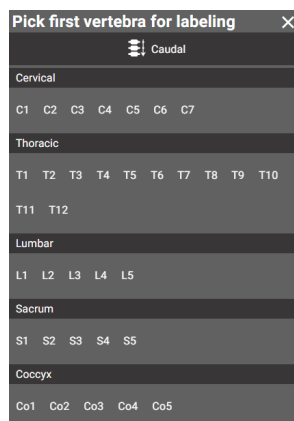 Pick first vertebra for labeling
Caudal
Cervical
C1 C2 C3 C4 C5 C6 C7
Thoracic
T1 T2 T3 T4 T5 T6 T7 T8 T9 T10
T11 T12
Lumbar
L1 L2 L3 L4 L5
Sacrum
S1 S2 S3 S4 S5
Coccyx
Co1 Co2 Co3 Co4 Co5